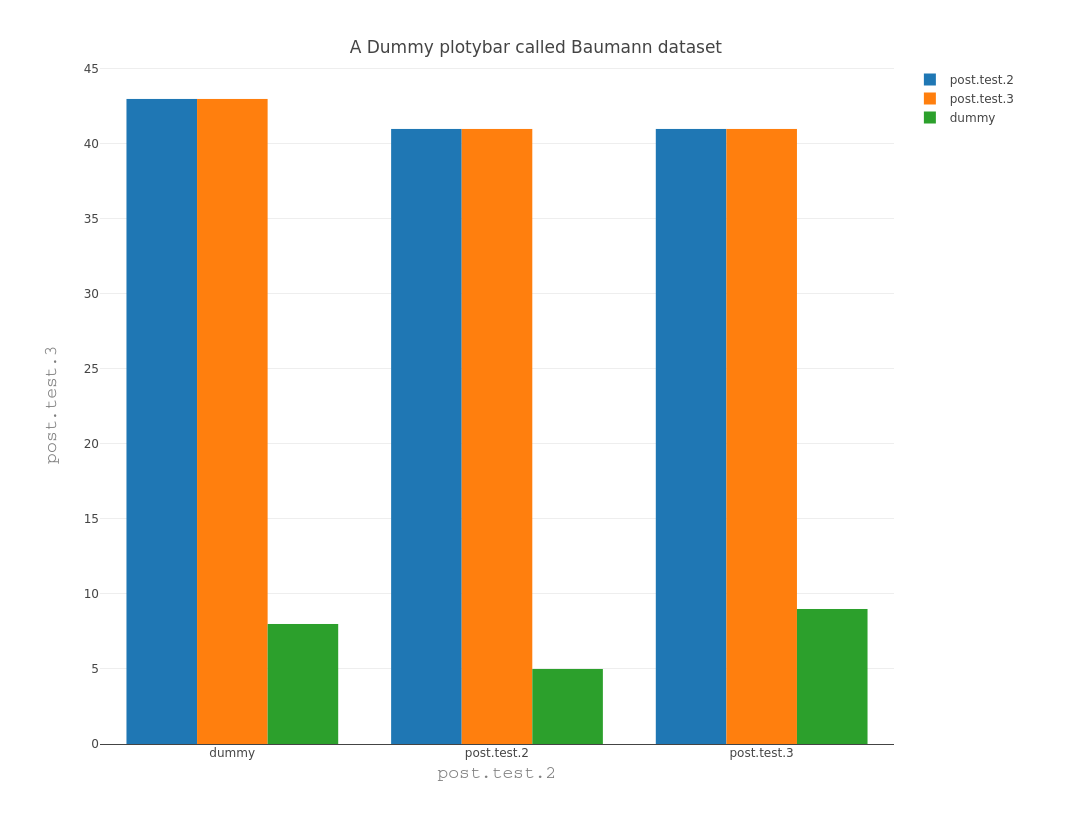 A Dummy plotybar called Baumann dataset
post.test.2
post.test.3
dummy
45
40
35
30
25
20
15
10
5
0
post.test.3
dummy post.test.2 post.test.3
post.test.2